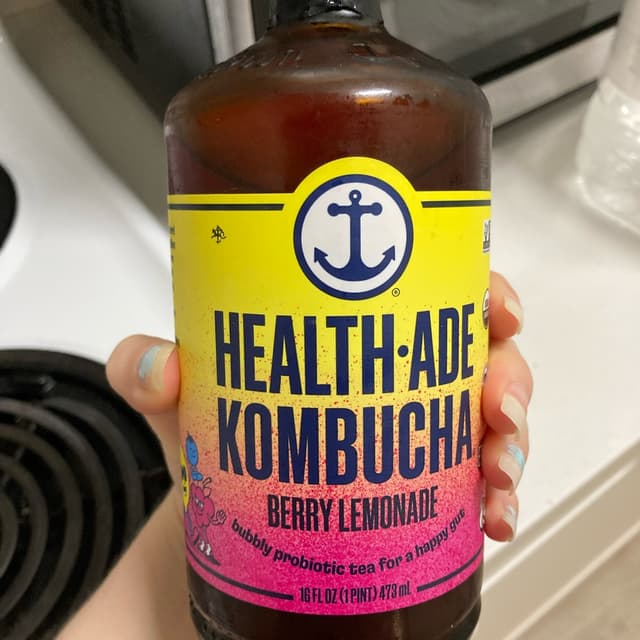 ®
HEALTH·ADE
KOMBUCHA
BERRY LEMONADE
bubbly probiotic tea for a happy gut
16 FL OZ (1 PINT) 473 mL